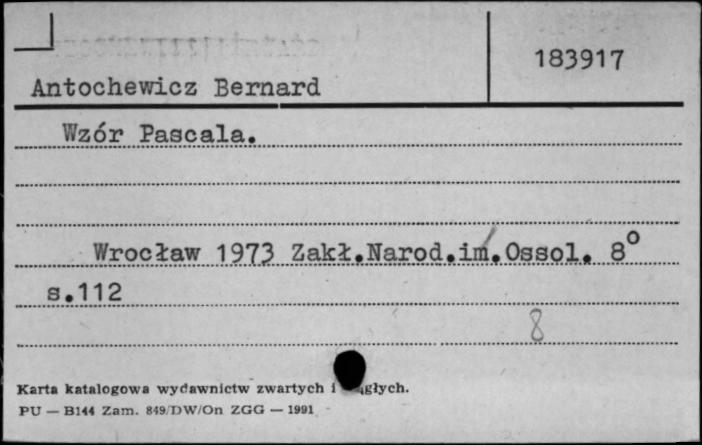 183917
Antochewicz Bernard
Wzór Pascala.
Wrocław 1973 Zakł.Narod.im.Ossol. 8°
s.112
8
Karta katalogowa wydawnictw zwartych i
PU — B144 Zam. 849/DW/On ZGG — 1991